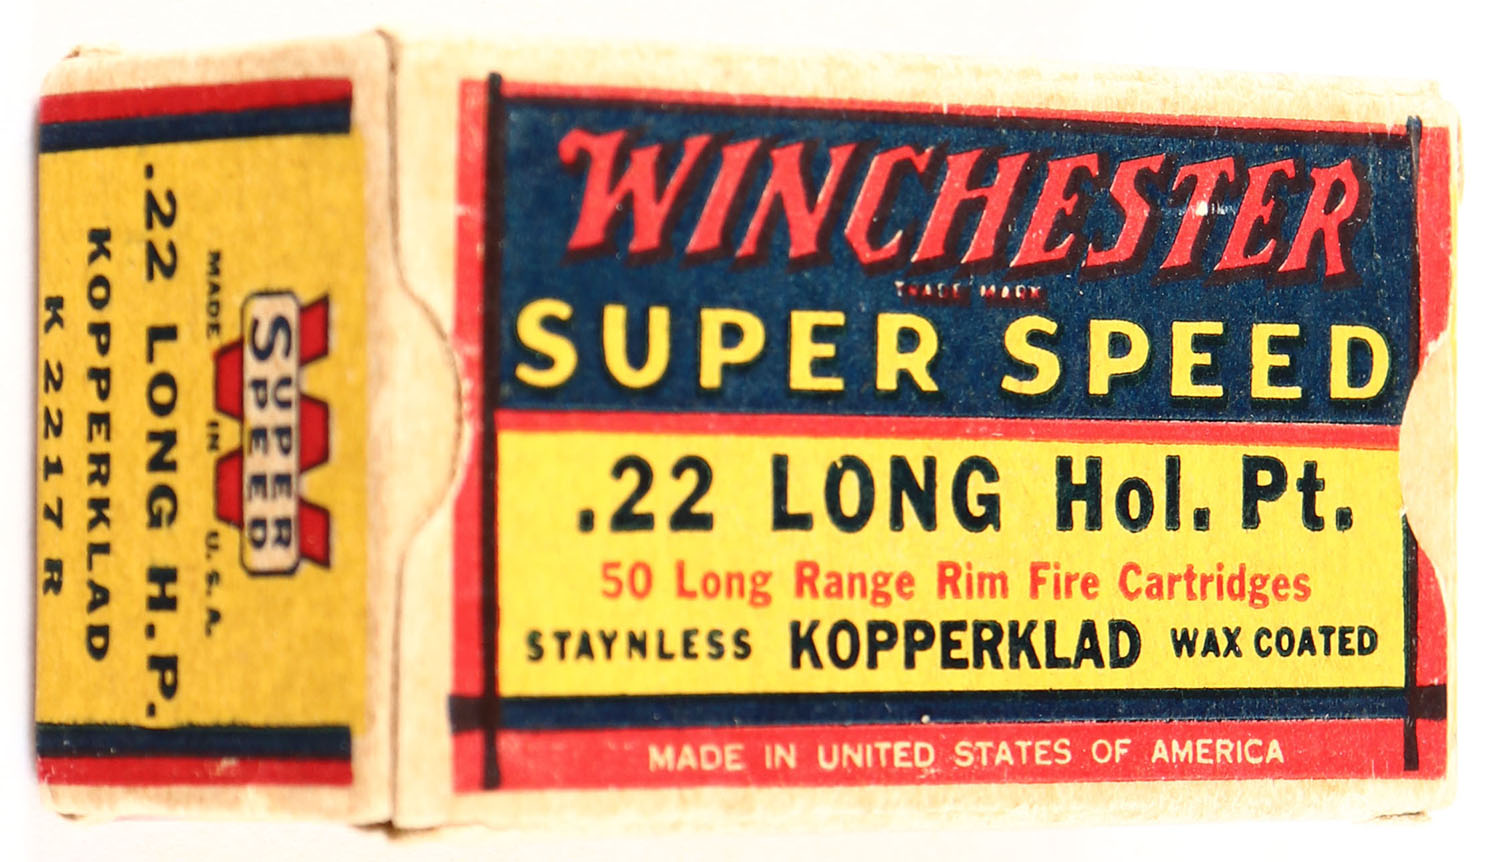 WINCHESTER
TRADE MARK
SUPER SPEED
.22 LONG Hol. Pt.
50 Long Range Rim Fire Cartridges
STAYNLESS KOPPERKLAD WAX COATED
MADE IN UNITED STATES OF AMERICA
W
SUPER
SPEED
MADE IN U.S.A.
.22 LONG H.P.
KOPPERKLAD
K2217R